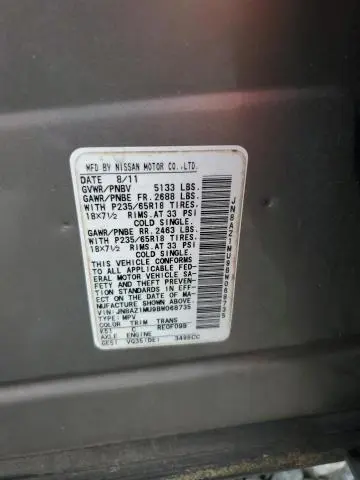 MFD BY NISSAN MOTOR CO.,LTD.
DATE 8/11
GVWR/PNBV 5133 LBS.
GAWR/PNBE FR. 2688 LBS.
WITH P235/65R18 TIRES.
18X7½ RIMS. AT 33 PSI
COLD SINGLE.
GAWR/PNBE RR. 2463 LBS.
WITH P235/65R18 TIRES.
18X7½ RIMS. AT 33 PSI
COLD SINGLE.
THIS VEHICLE CONFORMS
TO ALL APPLICABLE FED-
ERAL MOTOR VEHICLE SA-
FETY AND THEFT PREVENT-
ION STANDARDS IN EFF-
ECT ON THE DATE OF MA-
NUFACTURE SHOWN ABOVE.
VIN:JN8AZ1MU9BW068735
TYPE: MPV
COLOR TRIM TRANS
C RE0F09B
AXLE ENGINE
VQ35(DE) 3498CC
JN8AZ1MU9BW068735